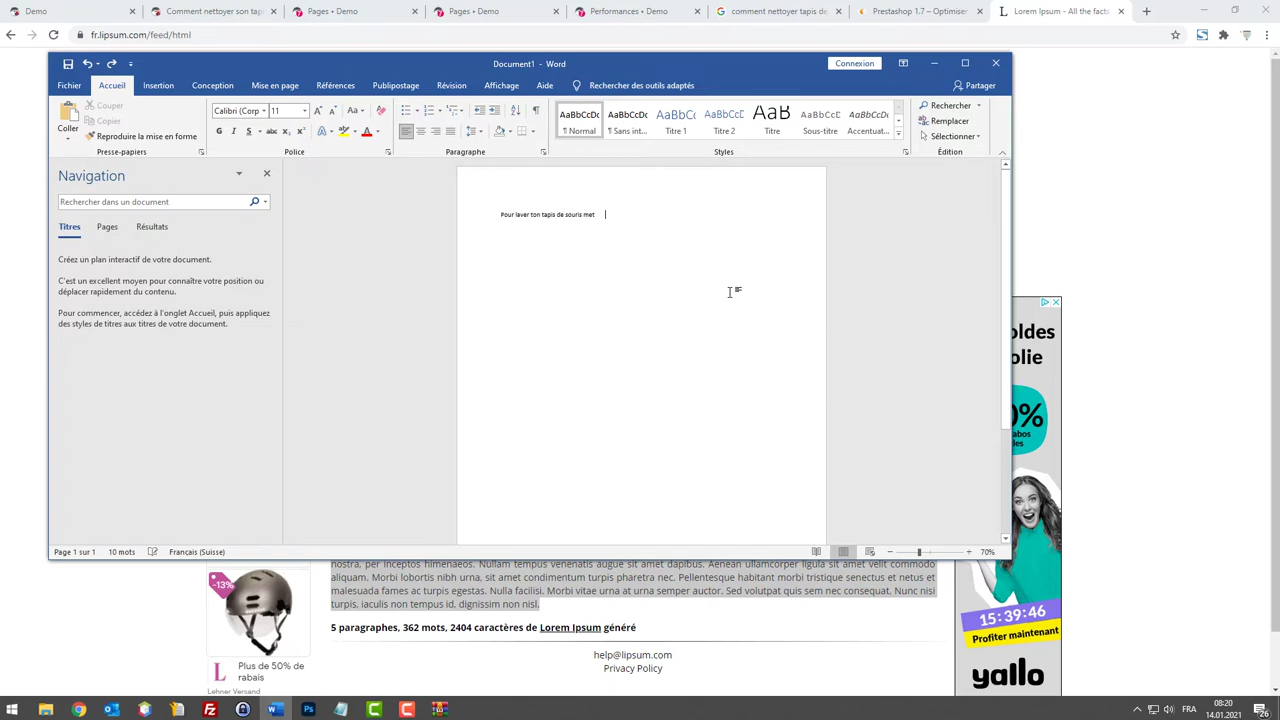 Demo
Comment nettoyer son tap
Pages • Demo
Pages • Demo
Performances • Demo
comment nettoyer tapis de
Prestashop 1.7 – Optimiser
Lorem Ipsum - All the facts
fr.lipsum.com/feed/html
Document1 - Word
Connexion
Fichier
Accueil
Insertion
Conception
Mise en page
Références
Publipostage
Révision
Affichage
Aide
Rechercher des outils adaptés
Partager
Coller
Couper
Copier
Reproduire la mise en forme
Presse-papiers
Calibri (Corp
11
Police
Paragraphe
AaBbCcDc
¶ Normal
AaBbCcDc
¶ Sans int...
AaBbCc
Titre 1
AaBbCcD
Titre 2
AaB
Titre
AaBbCcD
Sous-titre
AaBbCcDc
Accentuat...
Styles
Rechercher
Remplacer
Sélectionner
Édition
Navigation
Rechercher dans un document
Titres
Pages
Résultats
Créez un plan interactif de votre document.
C'est un excellent moyen pour connaître votre position ou
déplacer rapidement du contenu.
Pour commencer, accédez à l'onglet Accueil, puis appliquez
des styles de titres aux titres de votre document.
Pour laver ton tapis de souris met
Page 1 sur 1
10 mots
Français (Suisse)
70%
oldes
olie
0%
abos
iles
15:39:46
Profiter maintenant
yallo
nostra, per inceptos himenaeos. Nullam tempus venenatis augue sit amet dapibus. Aenean ullamcorper ligula sit amet velit commodo
aliquam. Morbi lobortis nibh urna, sit amet condimentum turpis pharetra nec. Pellentesque habitant morbi tristique senectus et netus et
malesuada fames ac turpis egestas. Nulla facilisi. Morbi vitae urna at urna semper auctor. Sed volutpat quis sem nec consequat. Nunc nisi
turpis, iaculis non tempus id, dignissim non nisl.
paragraphes, 362 mots, 2404 caractères de Lorem Ipsum généré
help@lipsum.com
Privacy Policy
-13%
Plus de 50% de
rabais
Lehner Versand
FRA
08:20
14.01.2021
26